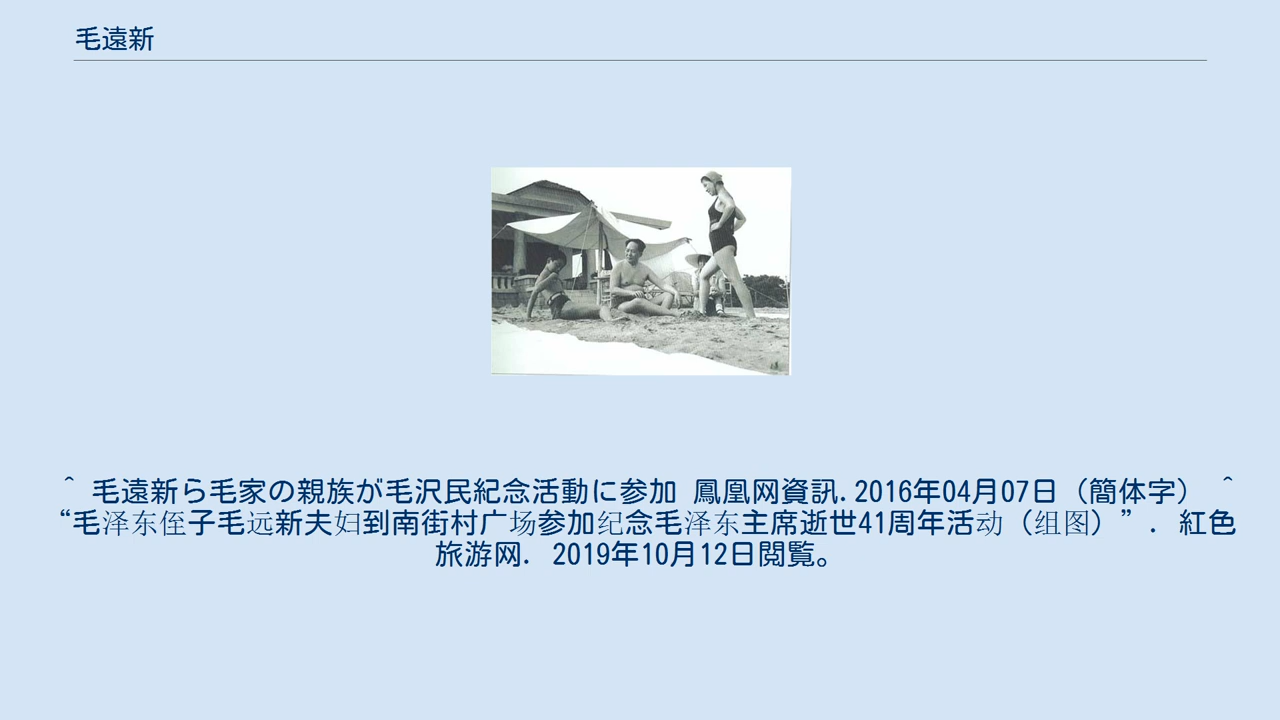 毛遠新
^ 毛遠新ら毛家の親族が毛沢民紀念活動に参加 鳳凰网資訊.2016年04月07日（簡体字） ^
“毛泽东侄子毛远新夫妇到南街村广场参加纪念毛泽东主席逝世41周年活动（组图）”. 紅色
旅游网. 2019年10月12日閲覧。